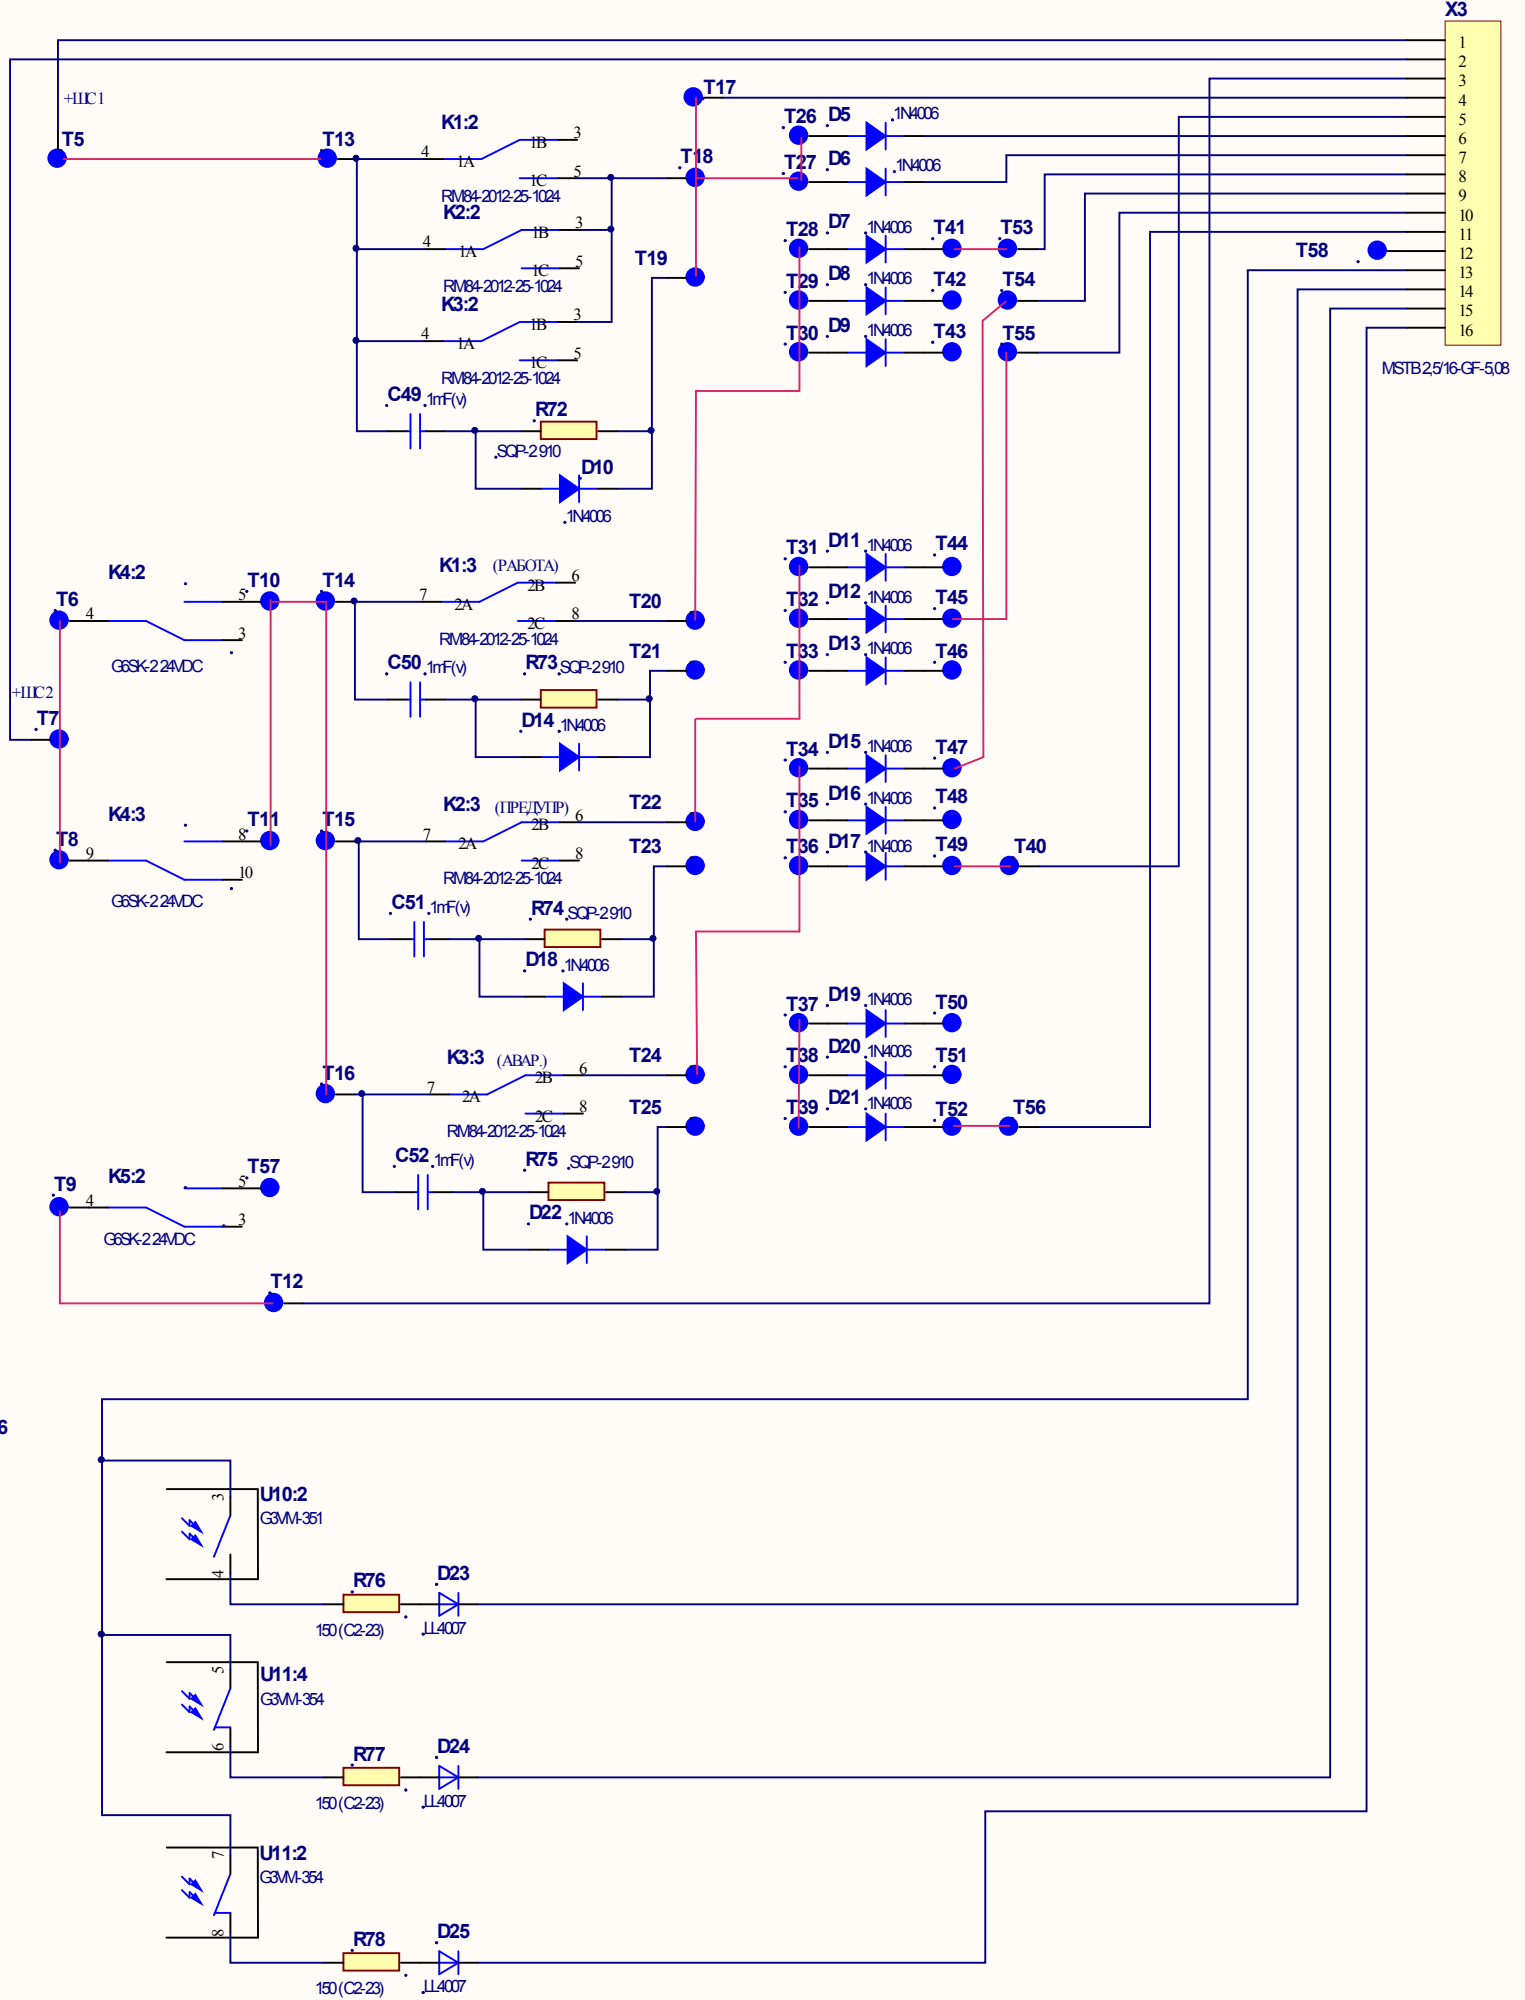 X3
1
2
3
4
5
6
7
8
9
10
11
12
13
14
15
16
MSTB2,5/16-GF-5,08
+ШС1
T5
T13
K1:2
4
1A
1B
3
1C
5
RM84-2012-25-1024
K2:2
4
1A
1B
3
1C
5
RM84-2012-25-1024
K3:2
4
1A
1B
3
1C
5
RM84-2012-25-1024
C49
1mF(v)
R72
SQP-2 910
D10
1N4006
T17
T18
T19
T26
D5
1N4006
T27
D6
1N4006
T28
D7
1N4006
T41
T53
T29
D8
1N4006
T42
T54
T30
D9
1N4006
T43
T55
T58
K4:2
T6
4
5
3
G6SK-2 24VDC
T10
T14
K1:3
(РАБОТА)
7
2A
2B
6
2C
8
RM84-2012-25-1024
C50
1mF(v)
R73
SQP-2 910
D14
1N4006
T20
T21
T31
D11
1N4006
T44
T32
D12
1N4006
T45
T33
D13
1N4006
T46
+ШС2
T7
K4:3
T8
9
8
10
G6SK-2 24VDC
T11
T15
K2:3
(ПРЕДУПР)
7
2A
2B
6
2C
8
RM84-2012-25-1024
C51
1mF(v)
R74
SQP-2 910
D18
1N4006
T22
T23
T34
D15
1N4006
T47
T35
D16
1N4006
T48
T36
D17
1N4006
T49
T40
T16
K3:3
(АВАР.)
7
2A
2B
6
2C
8
RM84-2012-25-1024
C52
1mF(v)
R75
SQP-2 910
D22
1N4006
T24
T25
T37
D19
1N4006
T50
T38
D20
1N4006
T51
T39
D21
1N4006
T52
T56
T9
K5:2
4
5
3
G6SK-2 24VDC
T57
T12
6
U10:2
G3VM-351
3
4
R76
150 (C2-23)
D23
LL4007
U11:4
G3VM-354
5
6
R77
150 (C2-23)
D24
LL4007
U11:2
G3VM-354
7
8
R78
150 (C2-23)
D25
LL4007